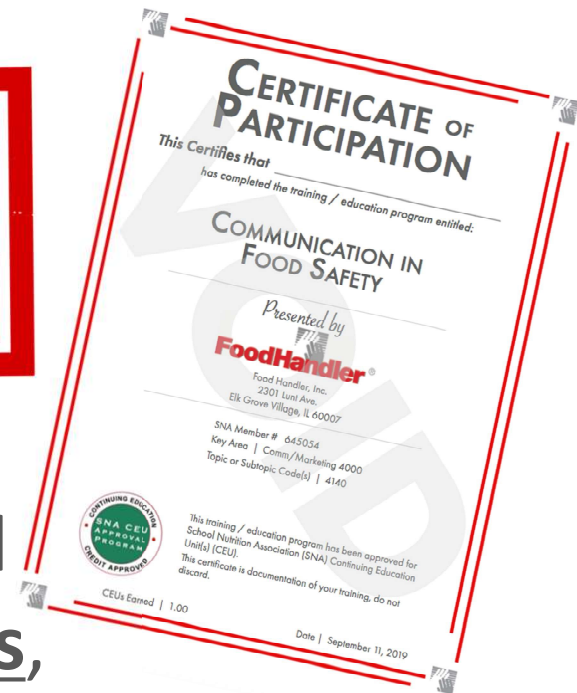 CERTIFICATE OF
PARTICIPATION
This Certifies that
has completed the training / education program entitled:
COMMUNICATION IN
FOOD SAFETY
Presented by
FoodHandler®
Food Handler, Inc.
2301 Lunt Ave.
Elk Grove Village, IL 60007
SNA Member # 645054
Key Area | Comm/Marketing 4000
Topic or Subtopic Code(s) | 4140
VOID
CONTINUING EDUCATION
SNA CEU
APPROVAL
PROGRAM
CREDIT APPROVED
This training / education program has been approved for
School Nutrition Association (SNA) Continuing Education
Unit(s) (CEU).
This certificate is documentation of your training, do not
discard.
CEUs Earned | 1.00
Date | September 11, 2019
s,